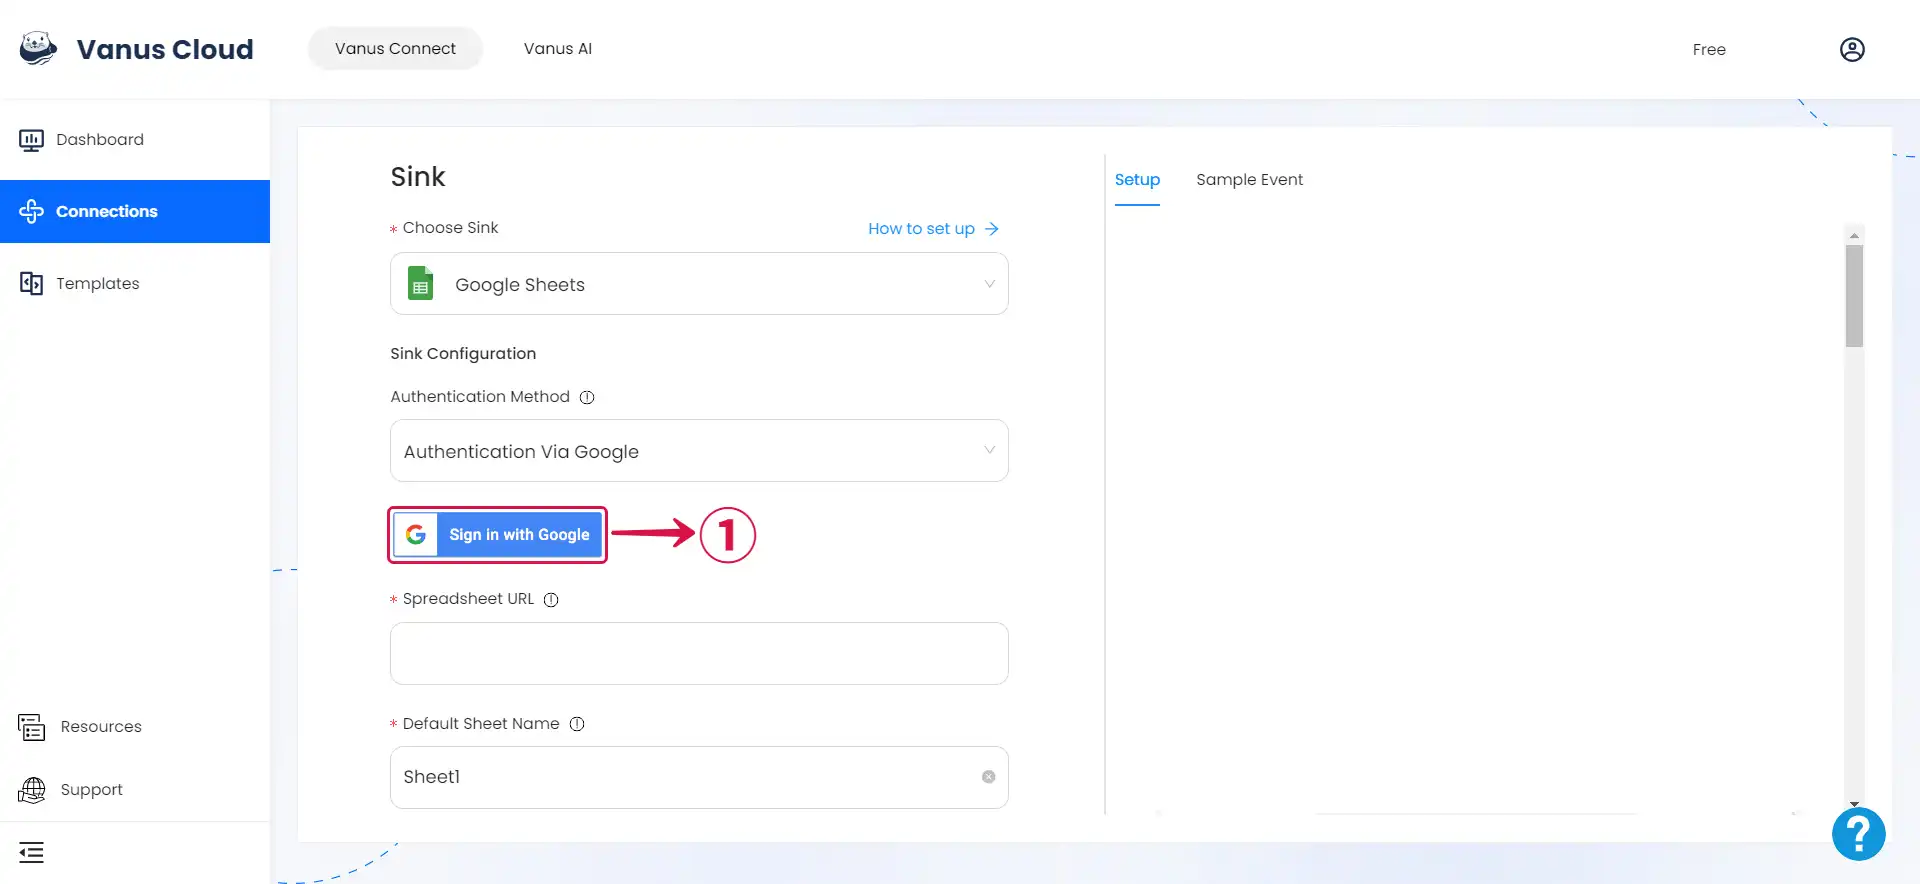 Vanus Cloud
Vanus Connect
Vanus AI
Free
Dashboard
Connections
Templates
Resources
Support
Sink
* Choose Sink
How to set up →
Google Sheets
Sink Configuration
Authentication Method
Authentication Via Google
Sign in with Google
1
* Spreadsheet URL
* Default Sheet Name
Sheet1
Setup
Sample Event
?